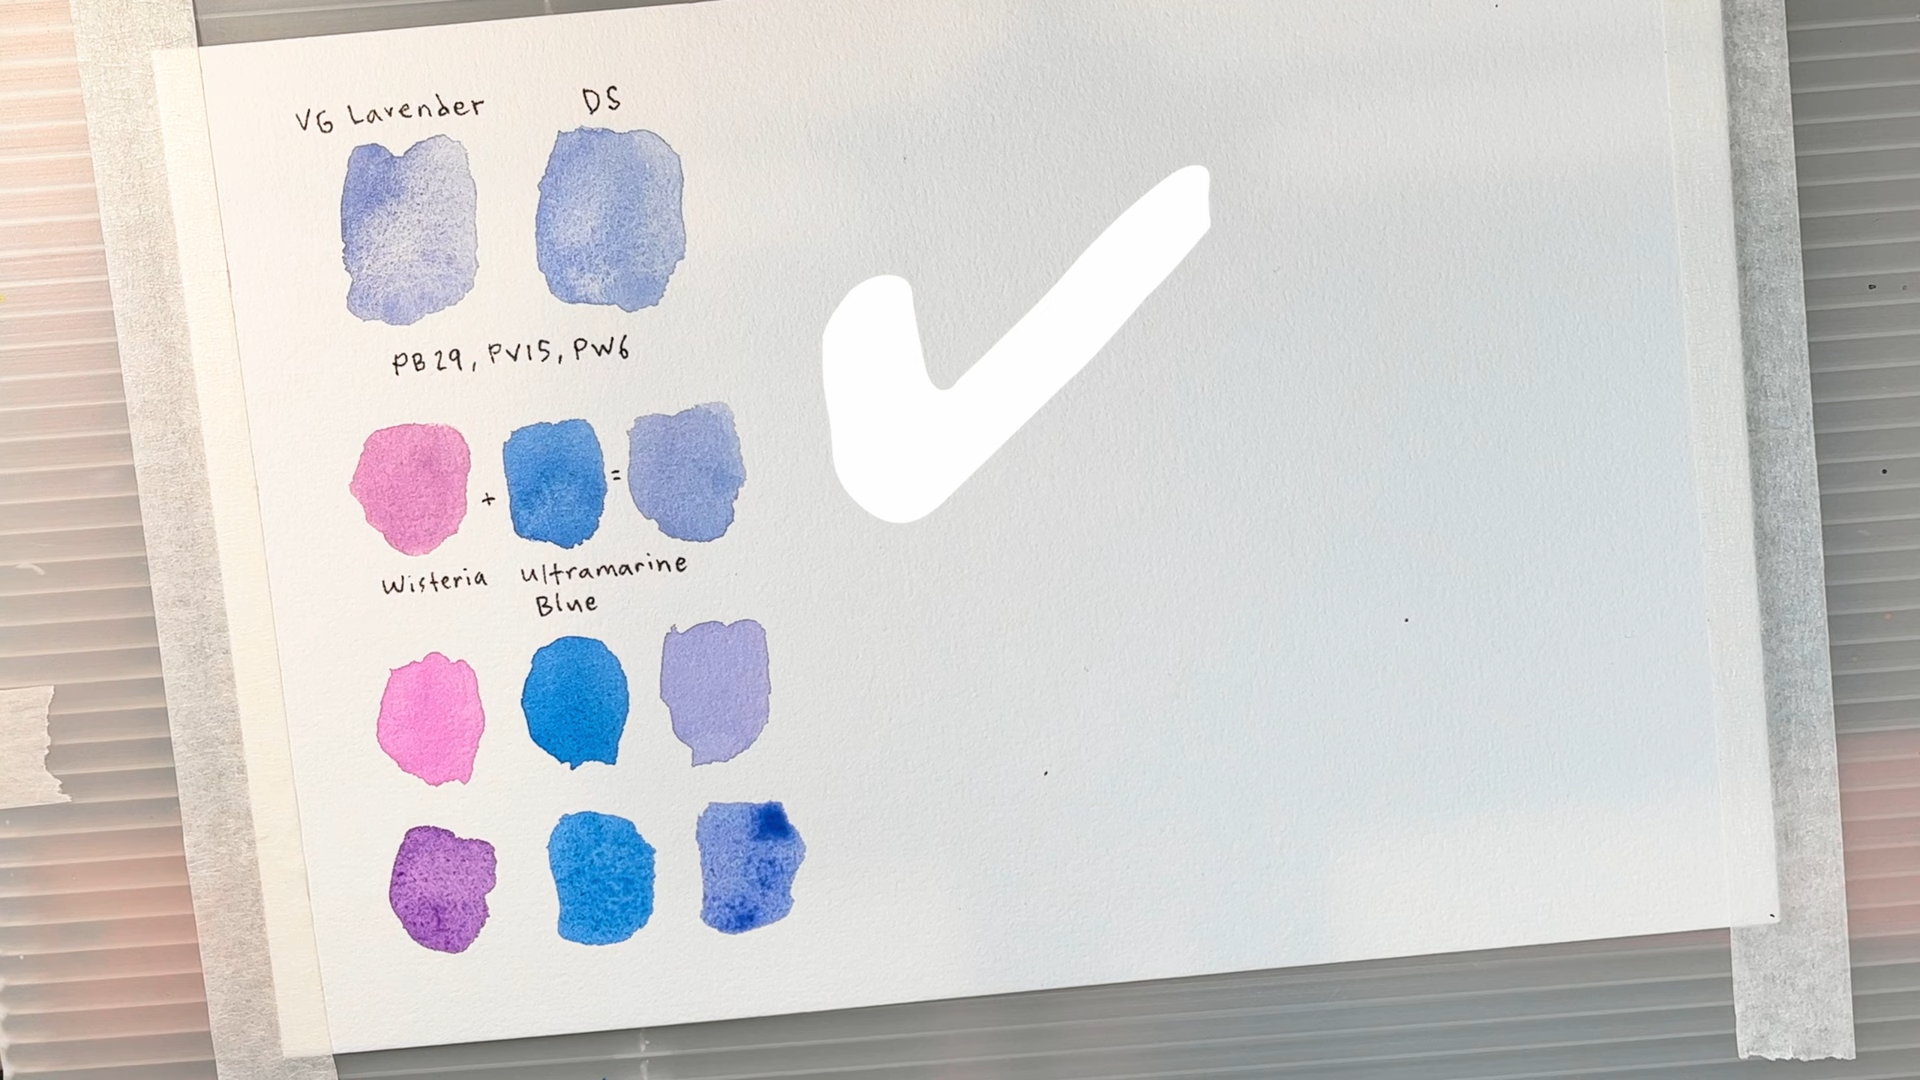 VG Lavender DS
PB29, PV15, PW6
+ =
Wisteria Ultramarine
Blue